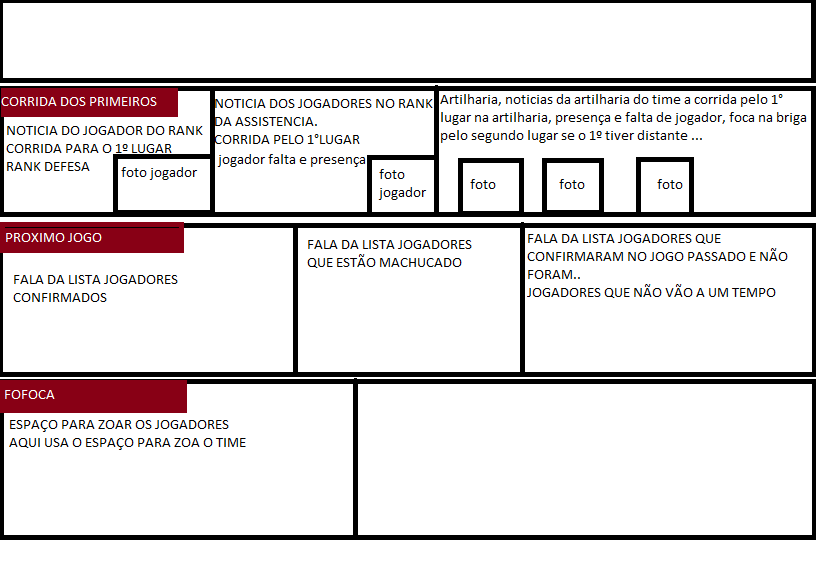 CORRIDA DOS PRIMEIROS
NOTICIA DO JOGADOR DO RANK
CORRIDA PARA O 1º LUGAR
RANK DEFESA
foto jogador
NOTICIA DOS JOGADORES NO RANK
DA ASSISTENCIA.
CORRIDA PELO 1°LUGAR
jogador falta e presença
foto
jogador
Artilharia, noticias da artilharia do time a corrida pelo 1°
lugar na artilharia, presença e falta de jogador, foca na briga
pelo segundo lugar se o 1º tiver distante ...
foto
foto
foto
PROXIMO JOGO
FALA DA LISTA JOGADORES
CONFIRMADOS
FALA DA LISTA JOGADORES
QUE ESTÃO MACHUCADO
FALA DA LISTA JOGADORES QUE
CONFIRMARAM NO JOGO PASSADO E NÃO
FORAM..
JOGADORES QUE NÃO VÃO A UM TEMPO
FOFOCA
ESPAÇO PARA ZOAR OS JOGADORES
AQUI USA O ESPAÇO PARA ZOA O TIME